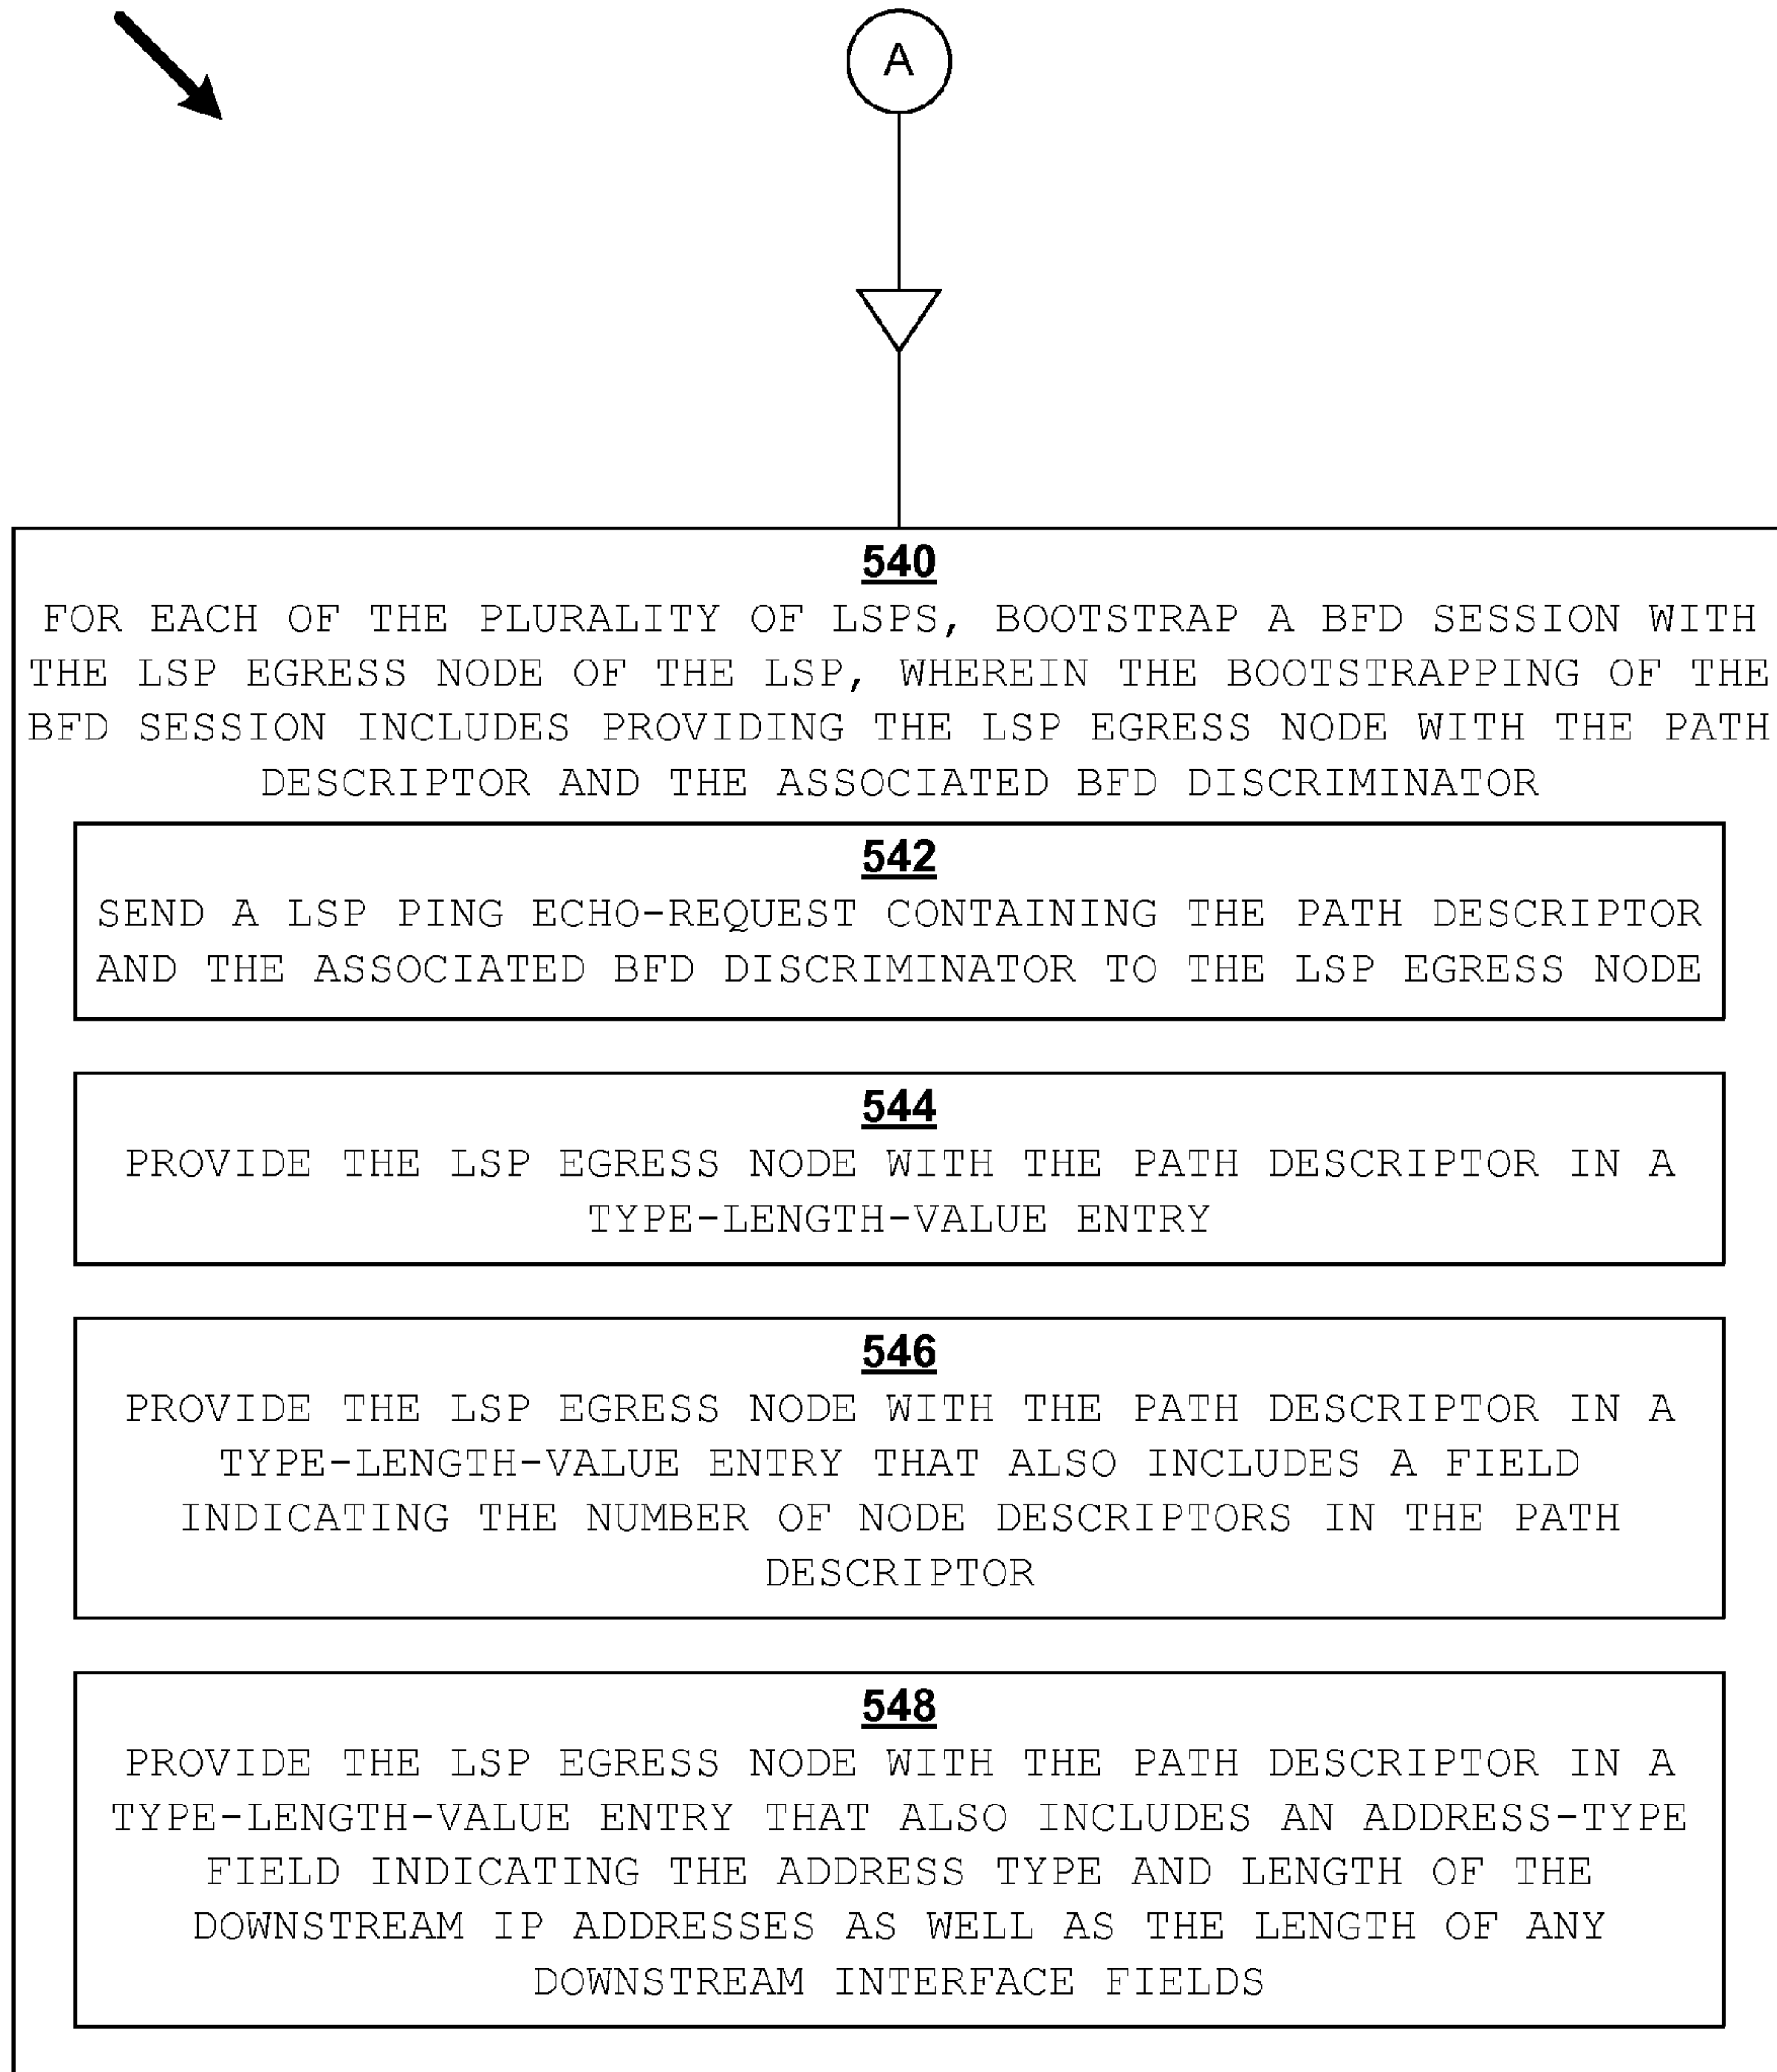 A
540
FOR EACH OF THE PLURALITY OF LSPS, BOOTSTRAP A BFD SESSION WITH
THE LSP EGRESS NODE OF THE LSP, WHEREIN THE BOOTSTRAPPING OF THE
BFD SESSION INCLUDES PROVIDING THE LSP EGRESS NODE WITH THE PATH
DESCRIPTOR AND THE ASSOCIATED BFD DISCRIMINATOR
542
SEND A LSP PING ECHO-REQUEST CONTAINING THE PATH DESCRIPTOR
AND THE ASSOCIATED BFD DISCRIMINATOR TO THE LSP EGRESS NODE
544
PROVIDE THE LSP EGRESS NODE WITH THE PATH DESCRIPTOR IN A
TYPE-LENGTH-VALUE ENTRY
546
PROVIDE THE LSP EGRESS NODE WITH THE PATH DESCRIPTOR IN A
TYPE-LENGTH-VALUE ENTRY THAT ALSO INCLUDES A FIELD
INDICATING THE NUMBER OF NODE DESCRIPTORS IN THE PATH
DESCRIPTOR
548
PROVIDE THE LSP EGRESS NODE WITH THE PATH DESCRIPTOR IN A
TYPE-LENGTH-VALUE ENTRY THAT ALSO INCLUDES AN ADDRESS-TYPE
FIELD INDICATING THE ADDRESS TYPE AND LENGTH OF THE
DOWNSTREAM IP ADDRESSES AS WELL AS THE LENGTH OF ANY
DOWNSTREAM INTERFACE FIELDS